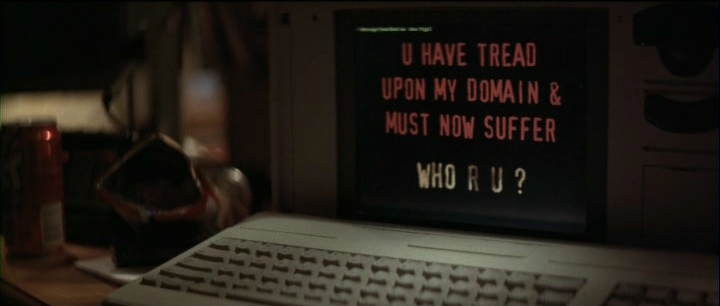 U HAVE TREAD
UPON MY DOMAIN &
MUST NOW SUFFER
WHO R U ?